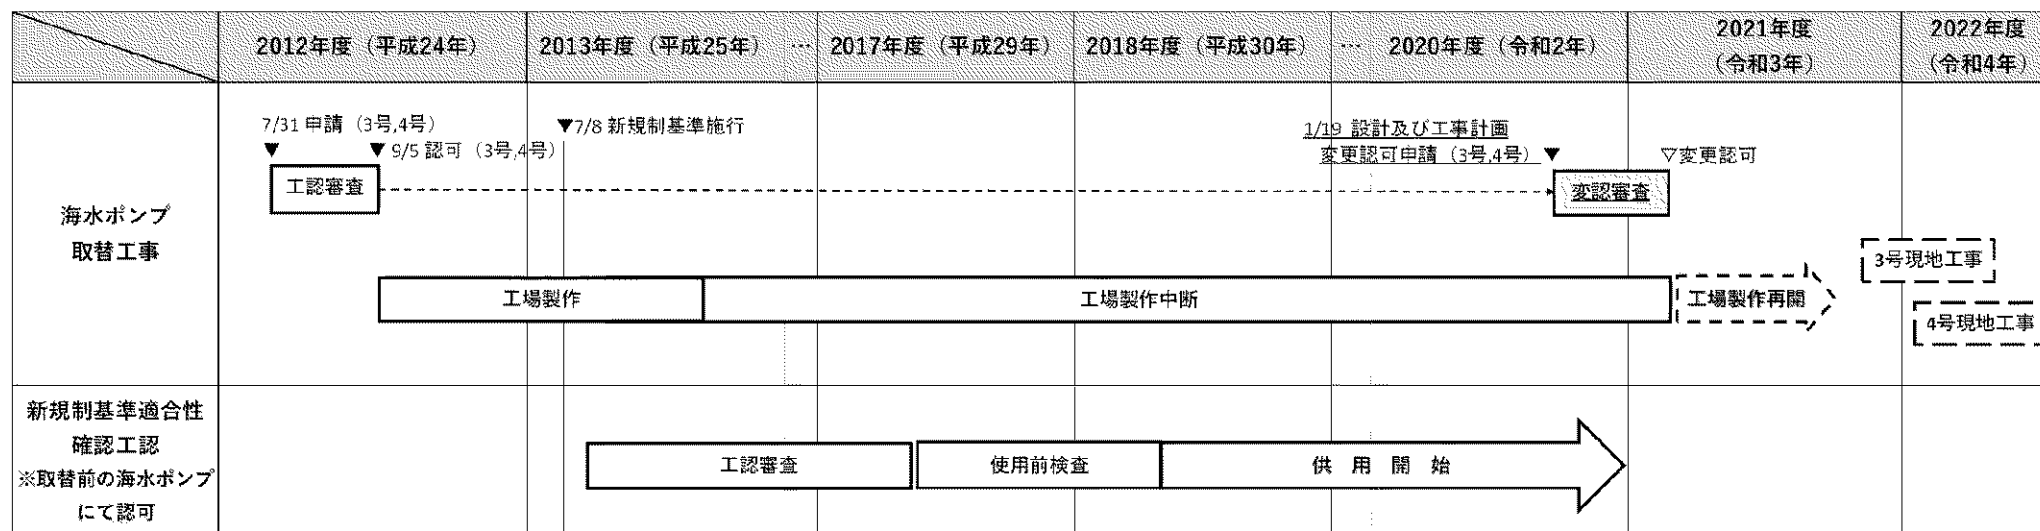 2012年度（平成24年） 2013年度（平成25年） … 2017年度（平成29年） 2018年度（平成30年） … 2020年度（令和2年） 2021年度 2022年度
（令和3年） （令和4年）
7/31 申請（3号,4号） ▼7/8 新規制基準施行 1/19 設計及び工事計画
▼ ▼ 9/5 認可（3号,4号） 変更認可申請（3号,4号） ▼ ▽変更認可
工認審査 変認審査
海水ポンプ
取替工事
3号現地工事
工場製作 工場製作中断 工場製作再開
4号現地工事
新規制基準適合性
確認工認
※取替前の海水ポンプ
にて認可
工認審査 使用前検査 供用開始